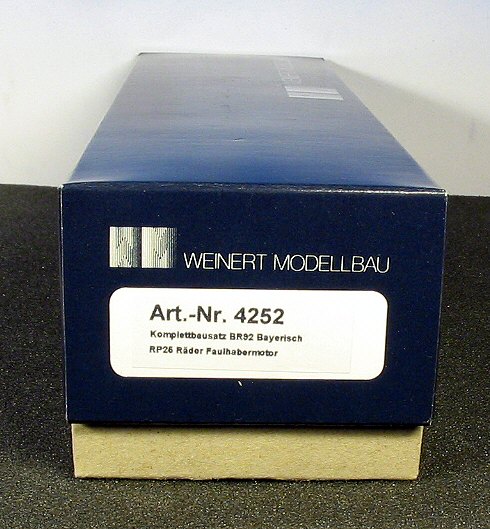 WEINERT MODELLBAU
Art.-Nr. 4252
Komplettbausatz BR92 Bayerisch
RP25 Räder Faulhabermotor